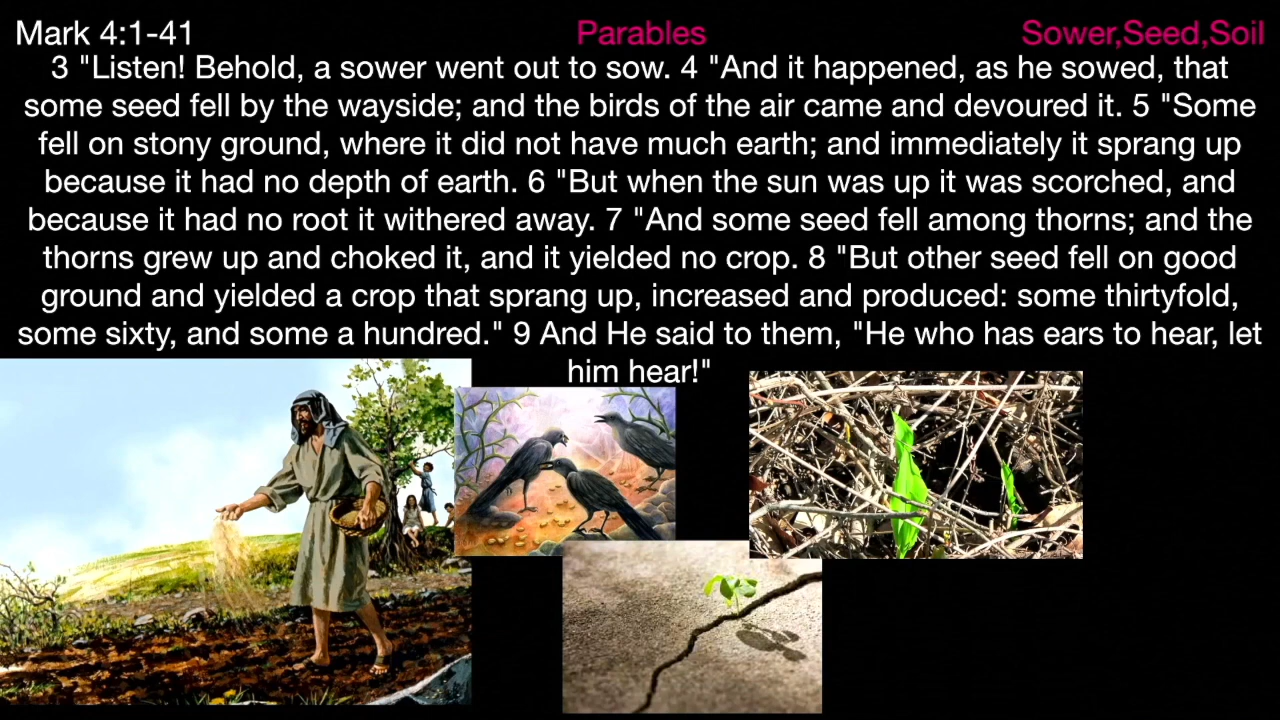 Mark 4:1-41 Parables Sower,Seed,Soil
3 "Listen! Behold, a sower went out to sow. 4 "And it happened, as he sowed, that
some seed fell by the wayside; and the birds of the air came and devoured it. 5 "Some
fell on stony ground, where it did not have much earth; and immediately it sprang up
because it had no depth of earth. 6 "But when the sun was up it was scorched, and
because it had no root it withered away. 7 "And some seed fell among thorns; and the
thorns grew up and choked it, and it yielded no crop. 8 "But other seed fell on good
ground and yielded a crop that sprang up, increased and produced: some thirtyfold,
some sixty, and some a hundred." 9 And He said to them, "He who has ears to hear, let
him hear!"